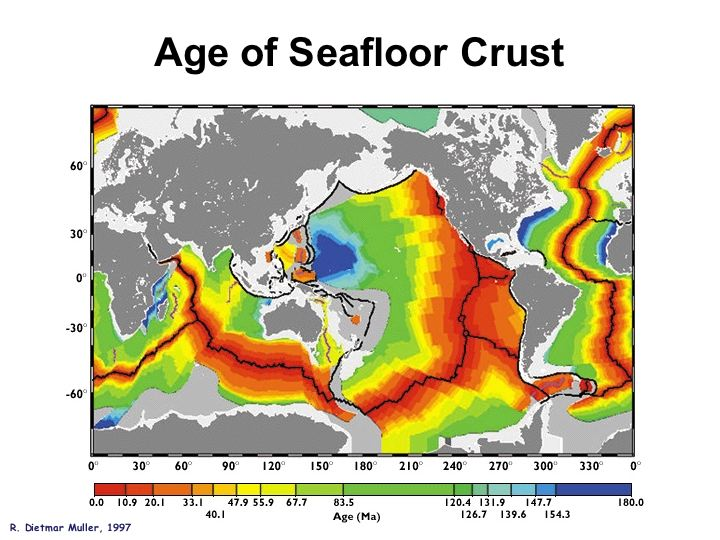 Age of Seafloor Crust
60°
30°
0°
-30°
-60°
0° 30° 60° 90° 120° 150° 180° 210° 240° 270° 300° 330° 0°
0.0 10.9 20.1 33.1 47.9 55.9 67.7 83.5 120.4 131.9 147.7 180.0
40.1 Age (Ma) 126.7 139.6 154.3
R. Dietmar Muller, 1997